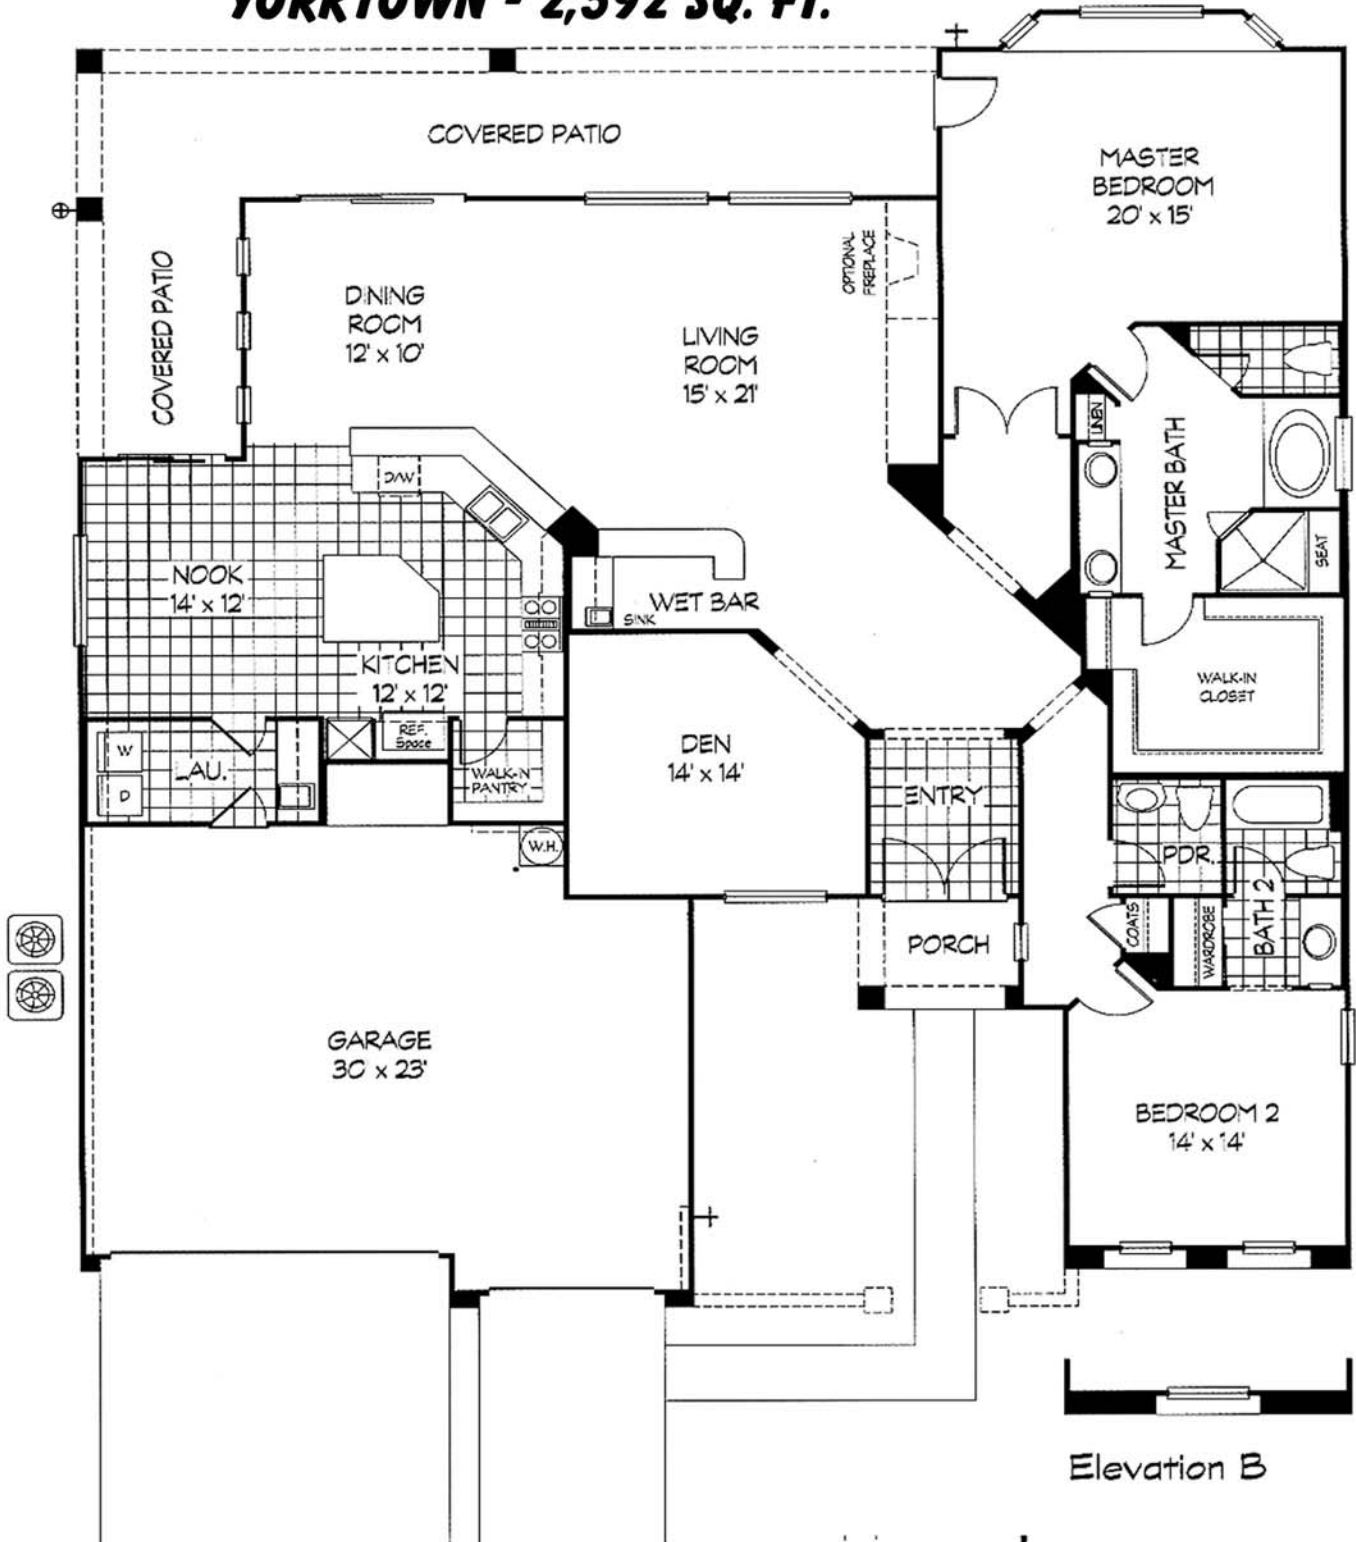 YORKTOWN - 2,592 SQ. FT.
COVERED PATIO
MASTER
BEDROOM
20' x 15'
COVERED PATIO
DINING
ROOM
12' x 10'
LIVING
ROOM
15' x 21'
OPTIONAL
FIREPLACE
LINEN
MASTER BATH
SEAT
D/W
NOOK
14' x 12'
KITCHEN
12' x 12'
SINK
WET BAR
WALK-IN
CLOSET
W
D
LAU.
REF.
Space
WALK-IN
PANTRY
DEN
14' x 14'
ENTRY
W.H.
PDR.
BATH 2
COATS
WARDROBE
PORCH
GARAGE
30' x 23'
BEDROOM 2
14' x 14'
Elevation B